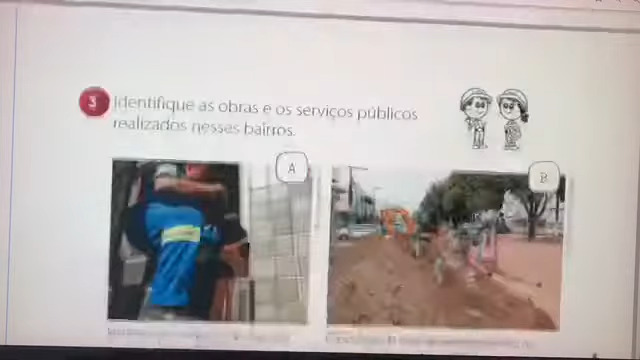 3 Identifique as obras e os serviços públicos
realizados nesses bairros.
A
B